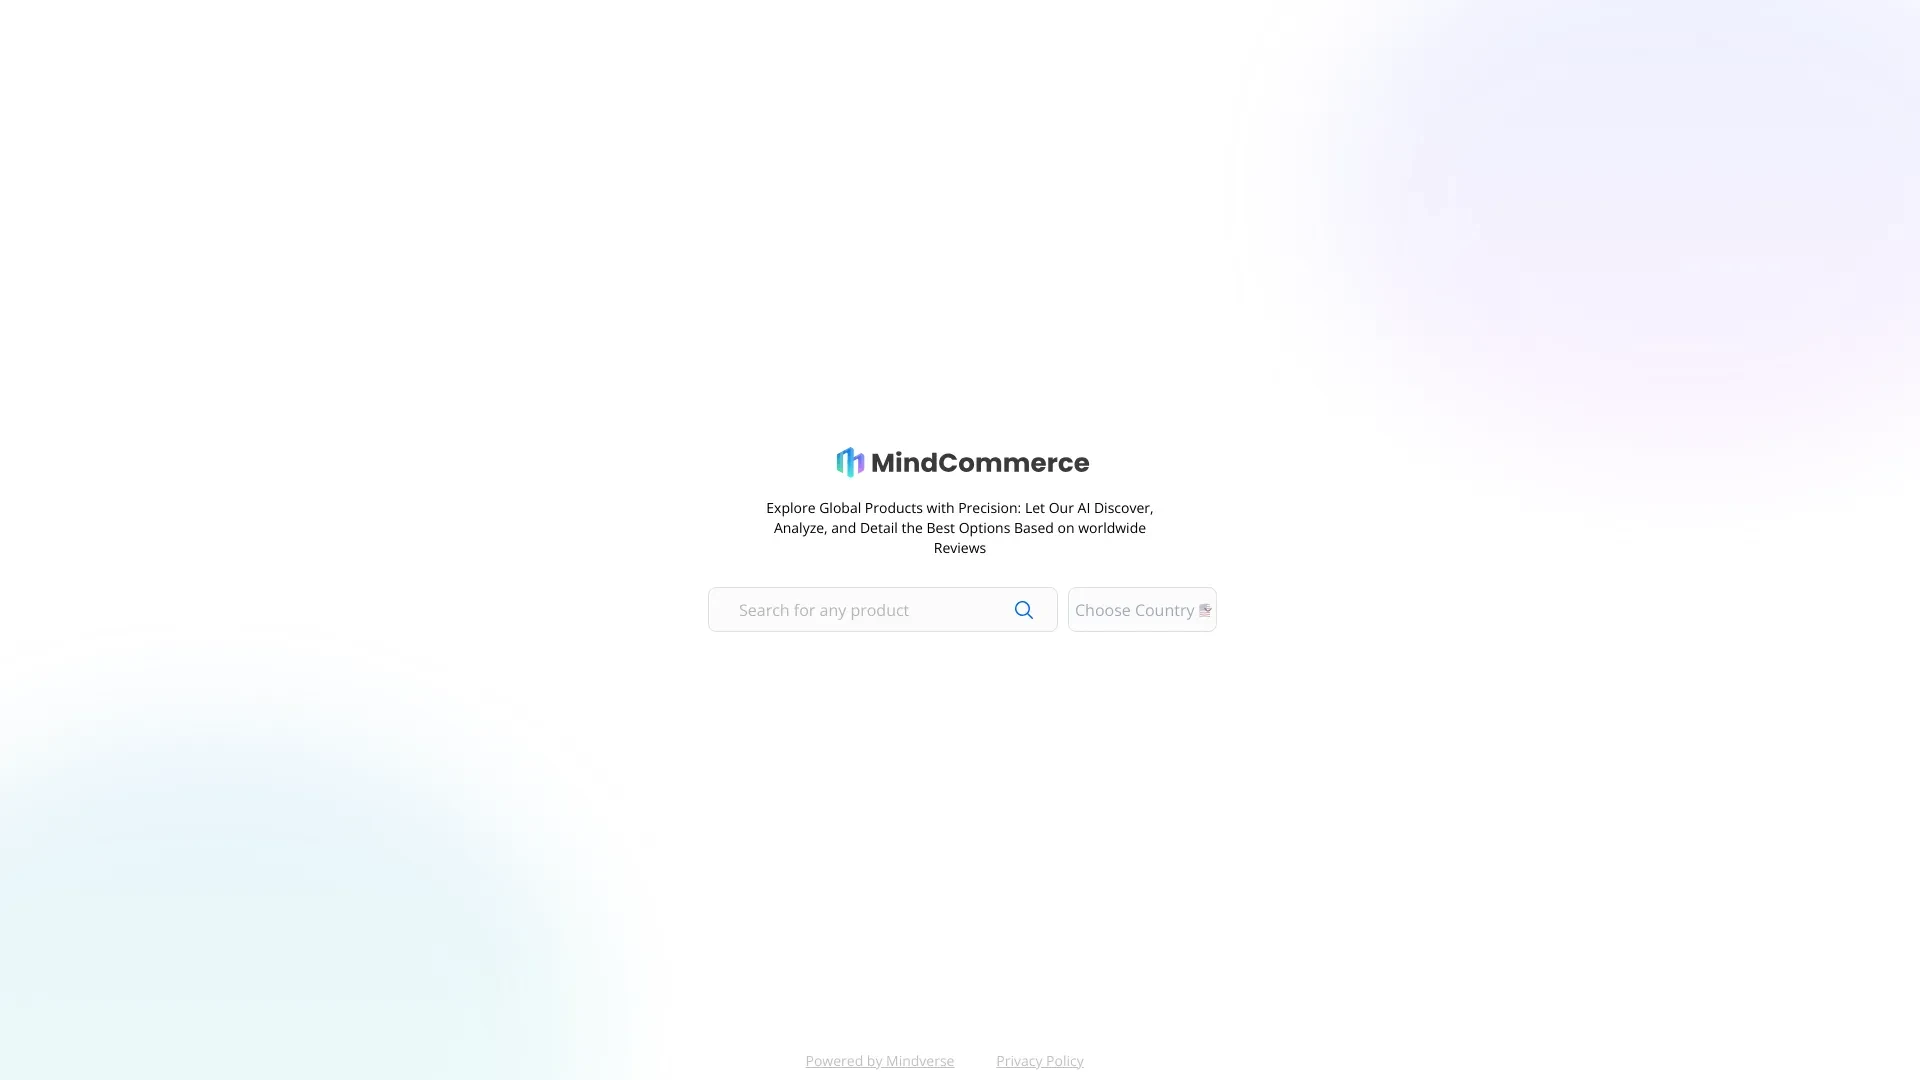 MindCommerce
Explore Global Products with Precision: Let Our AI Discover,
Analyze, and Detail the Best Options Based on worldwide
Reviews
Search for any product
Choose Country
Powered by Mindverse
Privacy Policy